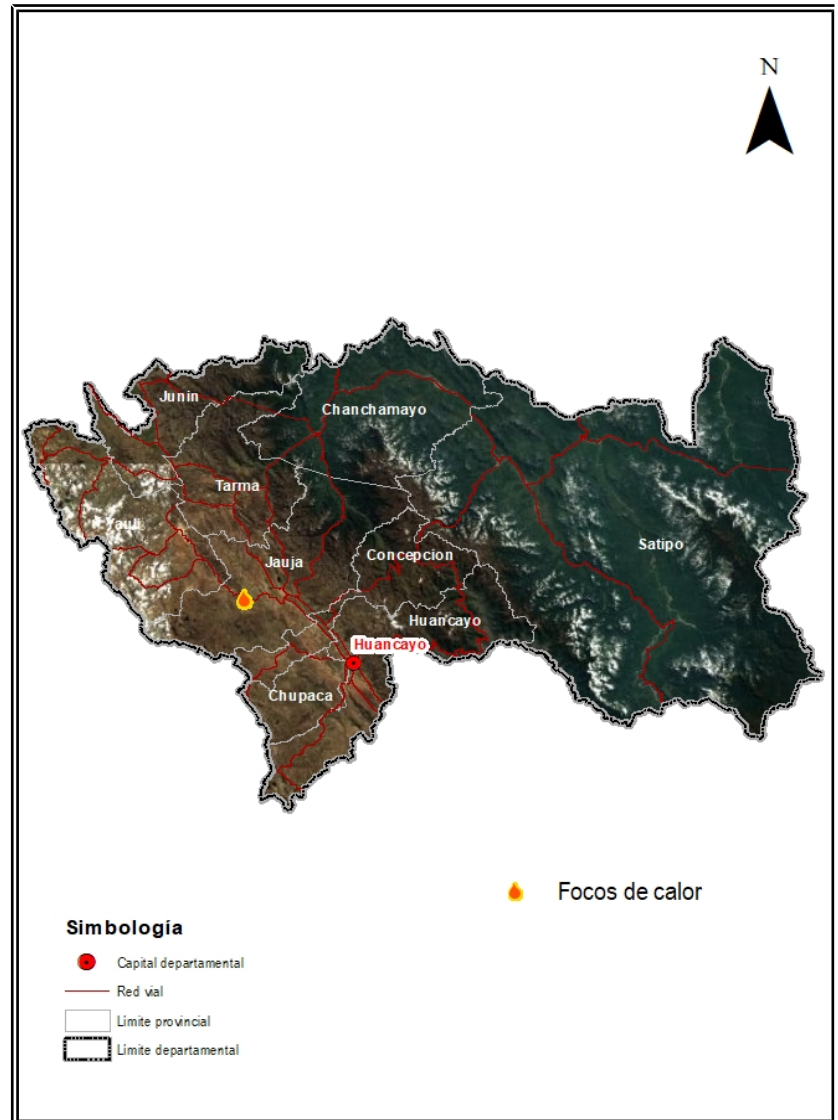 N
Junin
Chanchamayo
Tarma
Yauli
Satipo
Concepcion
Jauja
Huancayo
Huancayo
Chupaca
Focos de calor
Simbología
Capital departamental
Red vial
Limite provincial
Limite departamental